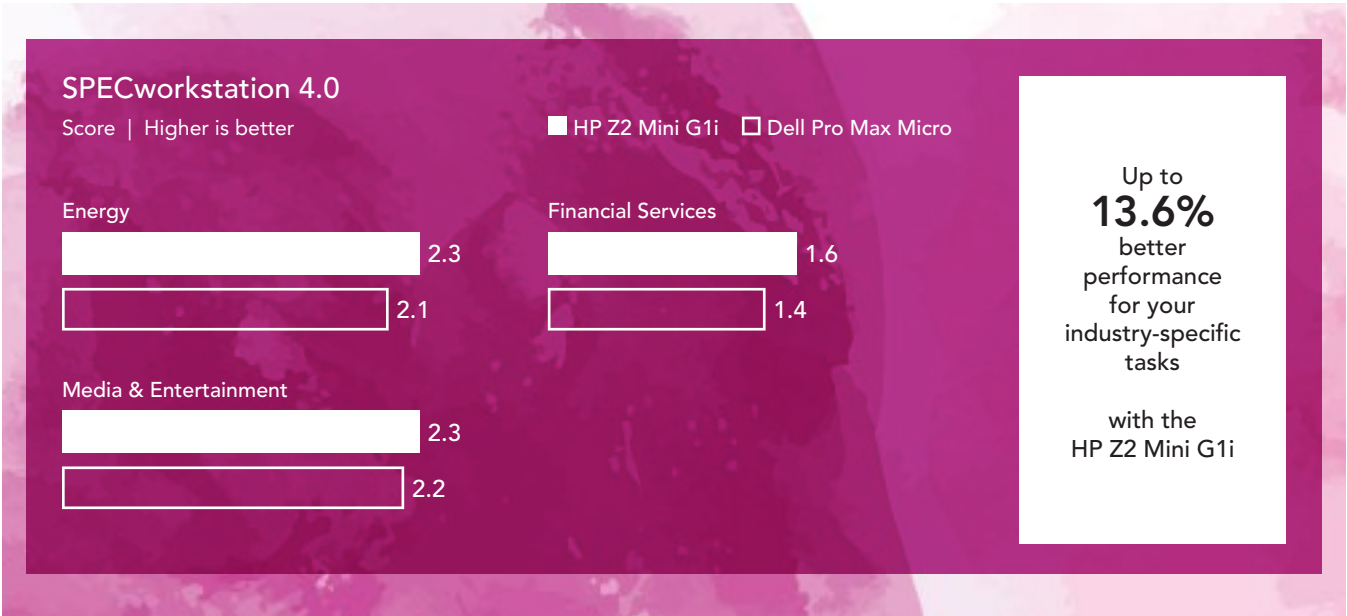 SPECworkstation 4.0
Score | Higher is better
HP Z2 Mini G1i Dell Pro Max Micro
Energy
2.3
2.1
Financial Services
1.6
1.4
Media & Entertainment
2.3
2.2
Up to
13.6%
better
performance
for your
industry-specific
tasks
with the
HP Z2 Mini G1i